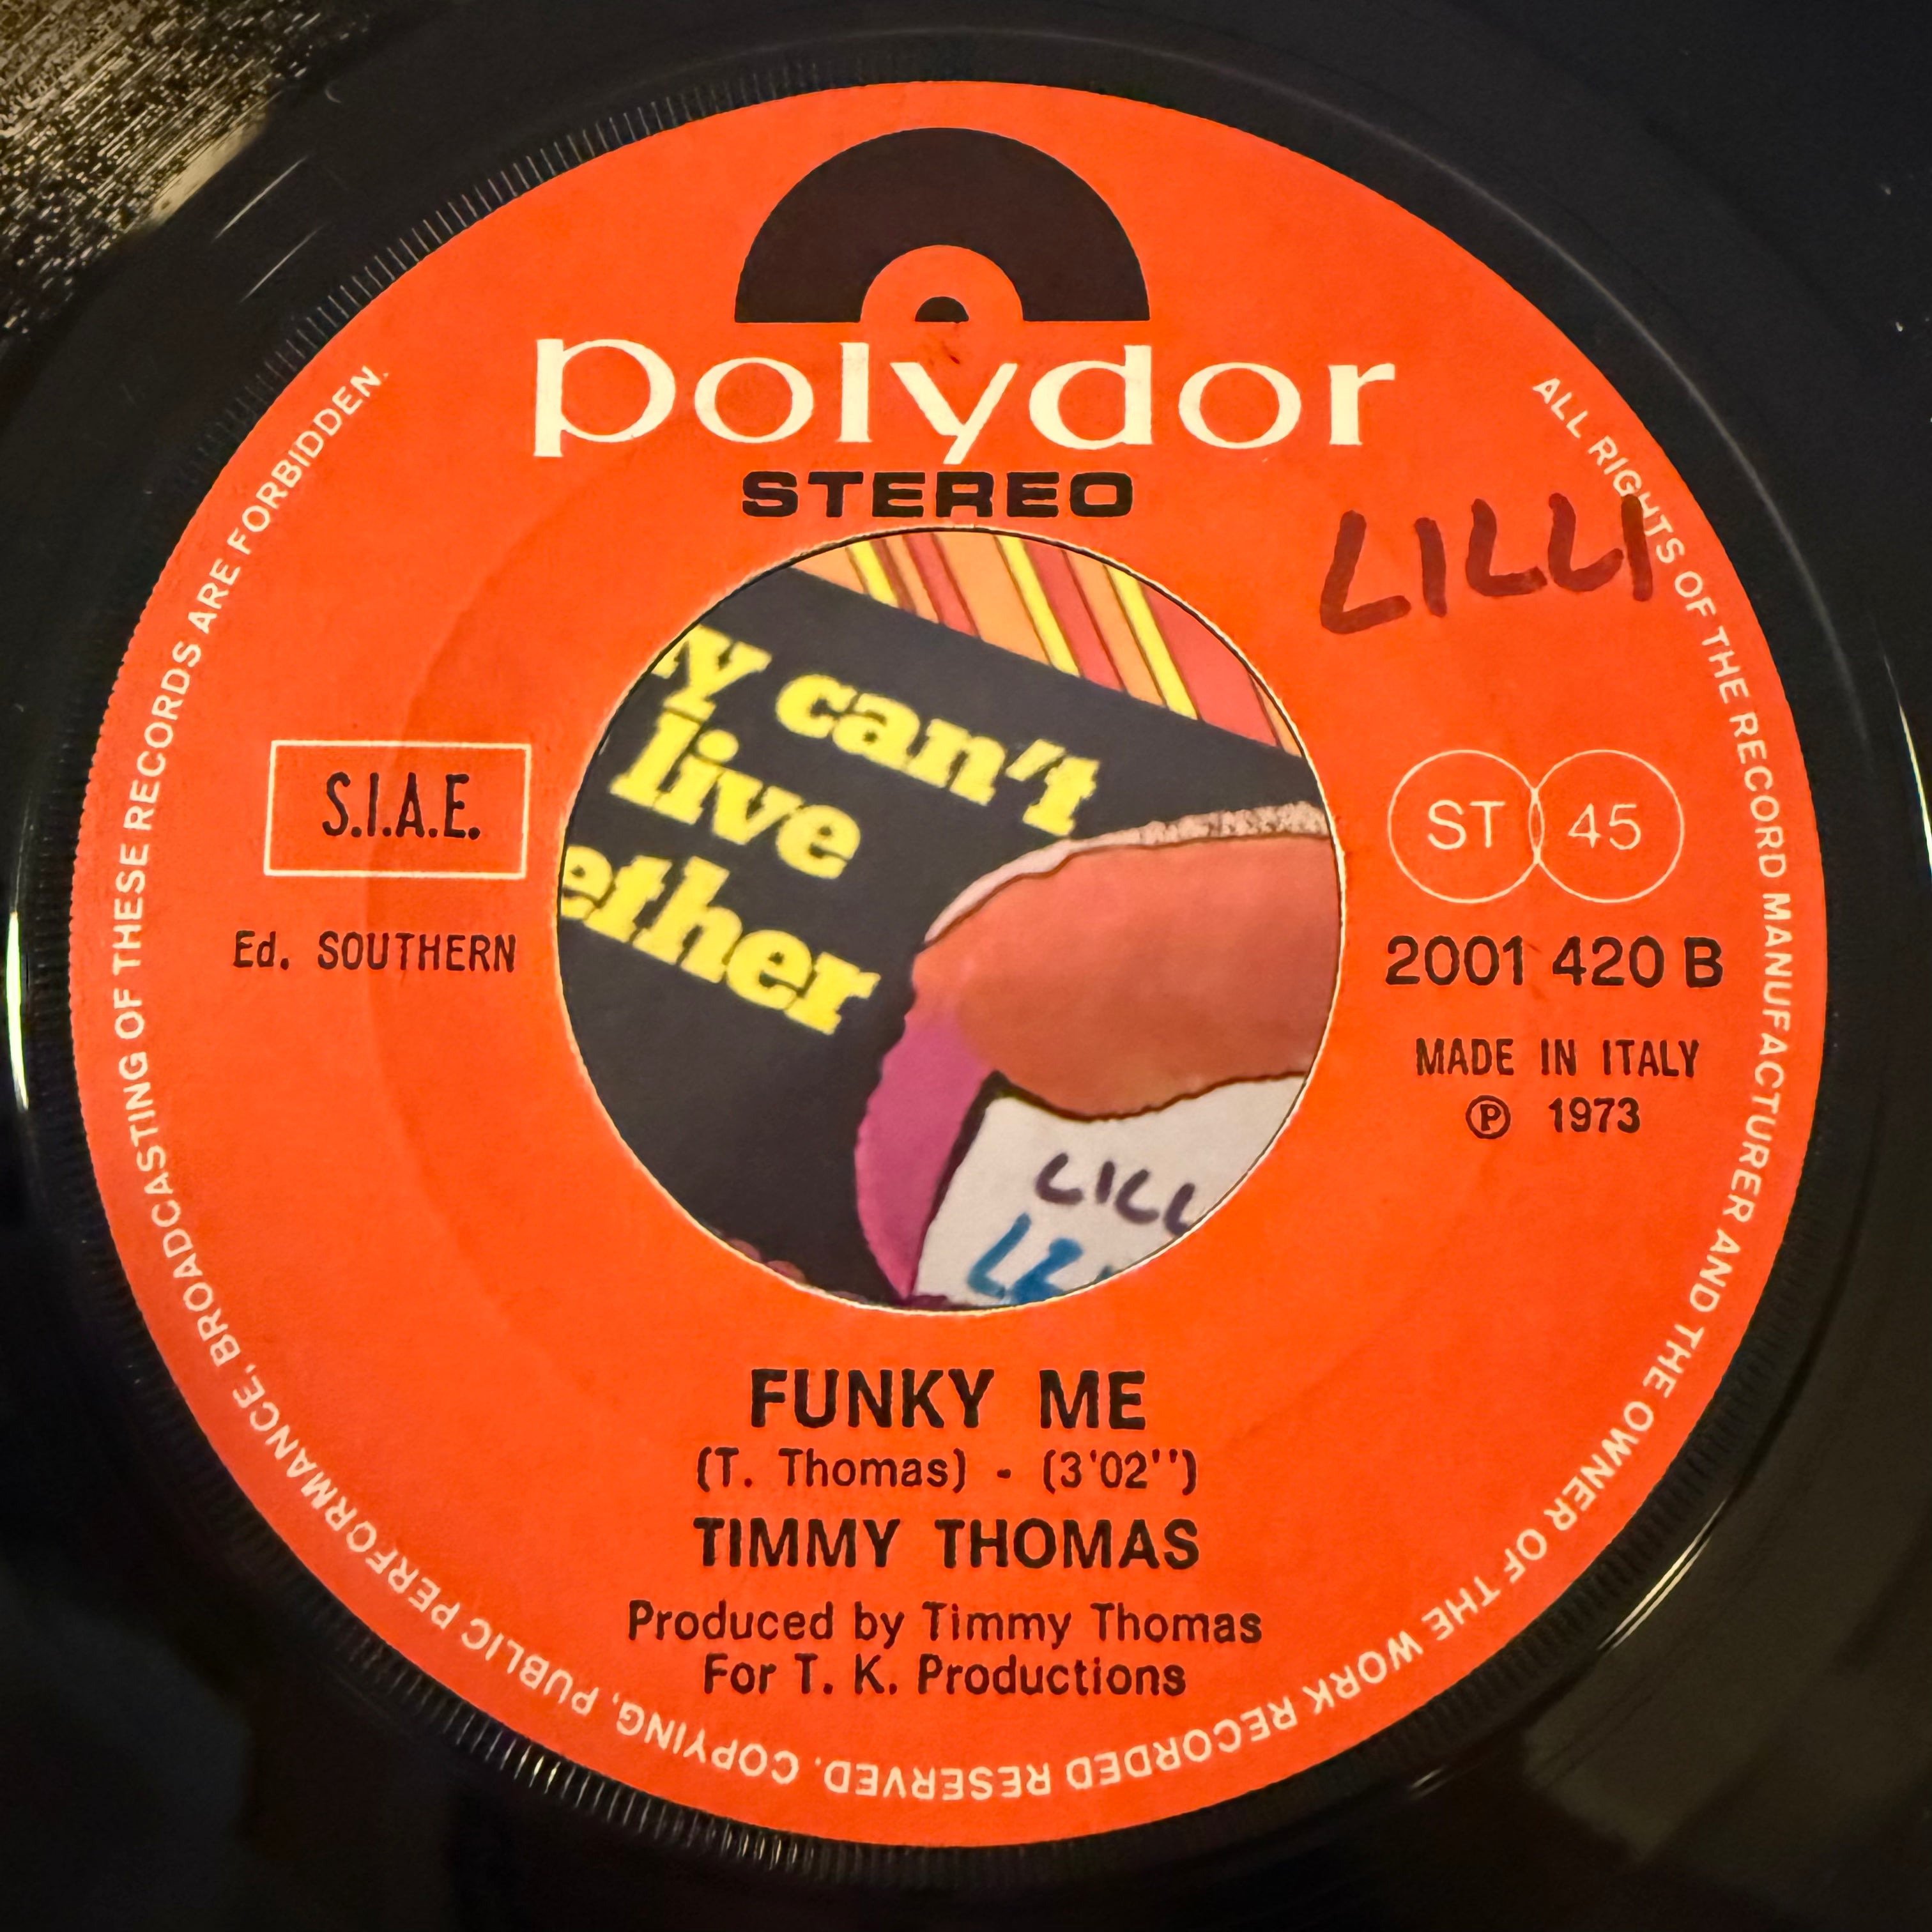 polydor
STEREO
LILLI
S.I.A.E.
Ed. SOUTHERN
y can't
live
ether
LILL
ST 45
2001 420 B
MADE IN ITALY
℗ 1973
FUNKY ME
(T. Thomas) - (3'02'')
TIMMY THOMAS
Produced by Timmy Thomas
For T. K. Productions
ALL RIGHTS OF THE RECORD MANUFACTURER AND THE OWNER OF THE WORK RECORDED RESERVED. COPYING, PUBLIC PERFORMANCE, BROADCASTING OF THESE RECORDS ARE FORBIDDEN.